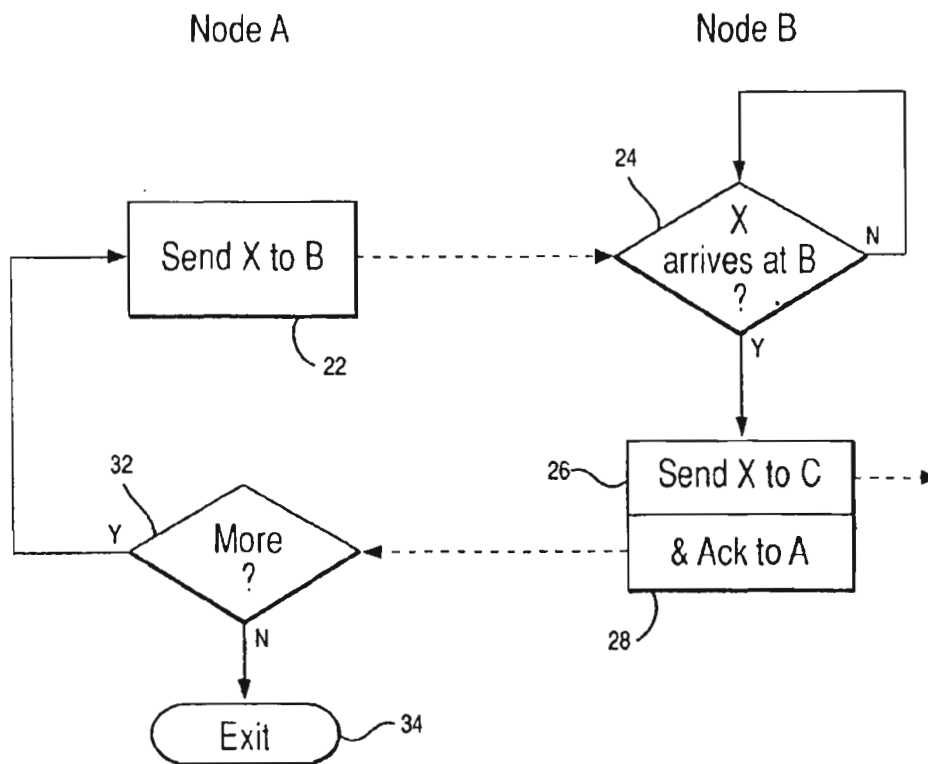 Node A
Node B
24
Send X to B
22
X
arrives at B
?
N
Y
26
Send X to C
& Ack to A
28
32
Y
More
?
N
Exit
34